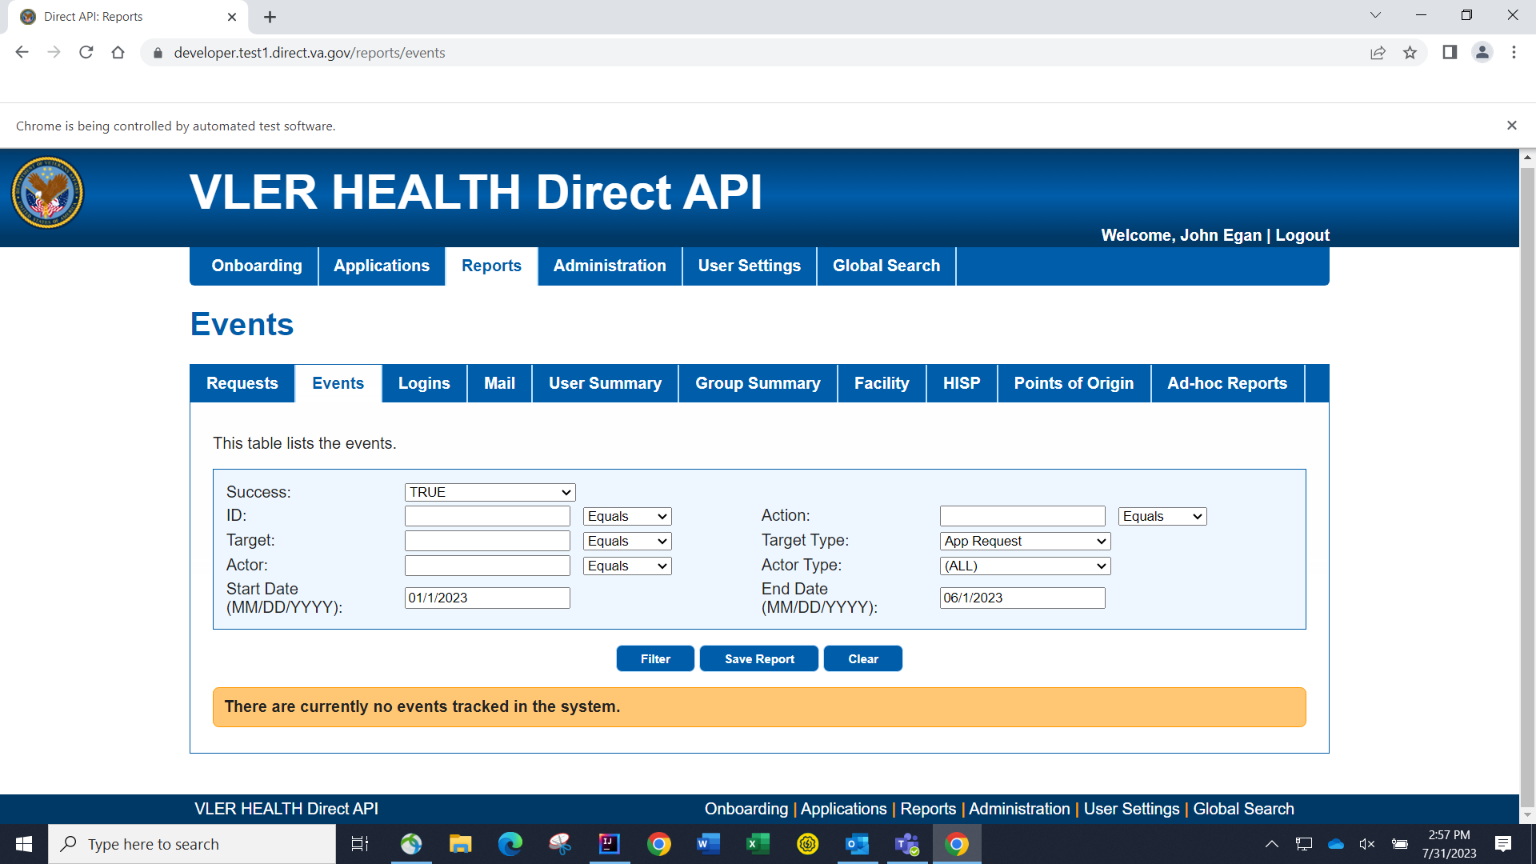 Direct API: Reports
developer.test1.direct.va.gov/reports/events
Chrome is being controlled by automated test software.
VLER HEALTH Direct API
Welcome, John Egan | Logout
Onboarding Applications Reports Administration User Settings Global Search
Events
Requests Events Logins Mail User Summary Group Summary Facility HISP Points of Origin Ad-hoc Reports
This table lists the events.
Success: TRUE
ID: Equals Action: Equals
Target: Equals Target Type: App Request
Actor: Equals Actor Type: (ALL)
Start Date (MM/DD/YYYY): 01/1/2023 End Date (MM/DD/YYYY): 06/1/2023
Filter Save Report Clear
There are currently no events tracked in the system.
VLER HEALTH Direct API Onboarding | Applications | Reports | Administration | User Settings | Global Search
Type here to search
2:57 PM
7/31/2023